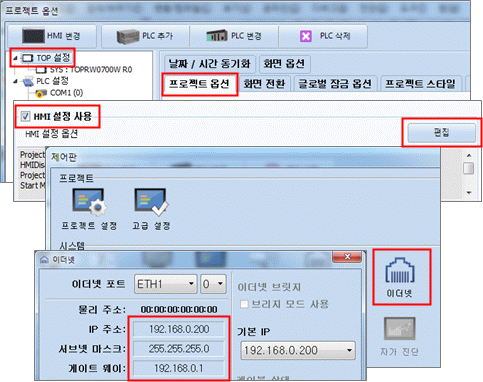 프로젝트 옵션
HMI 변경 PLC 추가 PLC 변경 PLC 삭제
TOP 설정
SYS : TOPRW0700W R0
PLC 설정
COM1 (0)
날짜 / 시간 동기화 화면 옵션
프로젝트 옵션 화면 전환 글로벌 잠금 옵션 프로젝트 스타일
HMI 설정 사용
HMI 설정 옵션
편집
Project
HMIDis
Project
Start M
제어판
프로젝트
프로젝트 설정 고급 설정
시스템
이더넷
자가 진단
이더넷
이더넷 포트 ETH1 0
물리 주소: 00:00:00:00:00:00
IP 주소: 192.168.0.200
서브넷 마스크: 255.255.255.0
게이트 웨이: 192.168.0.1
이더넷 브릿지
브리지 모드 사용
기본 IP
192.168.0.200